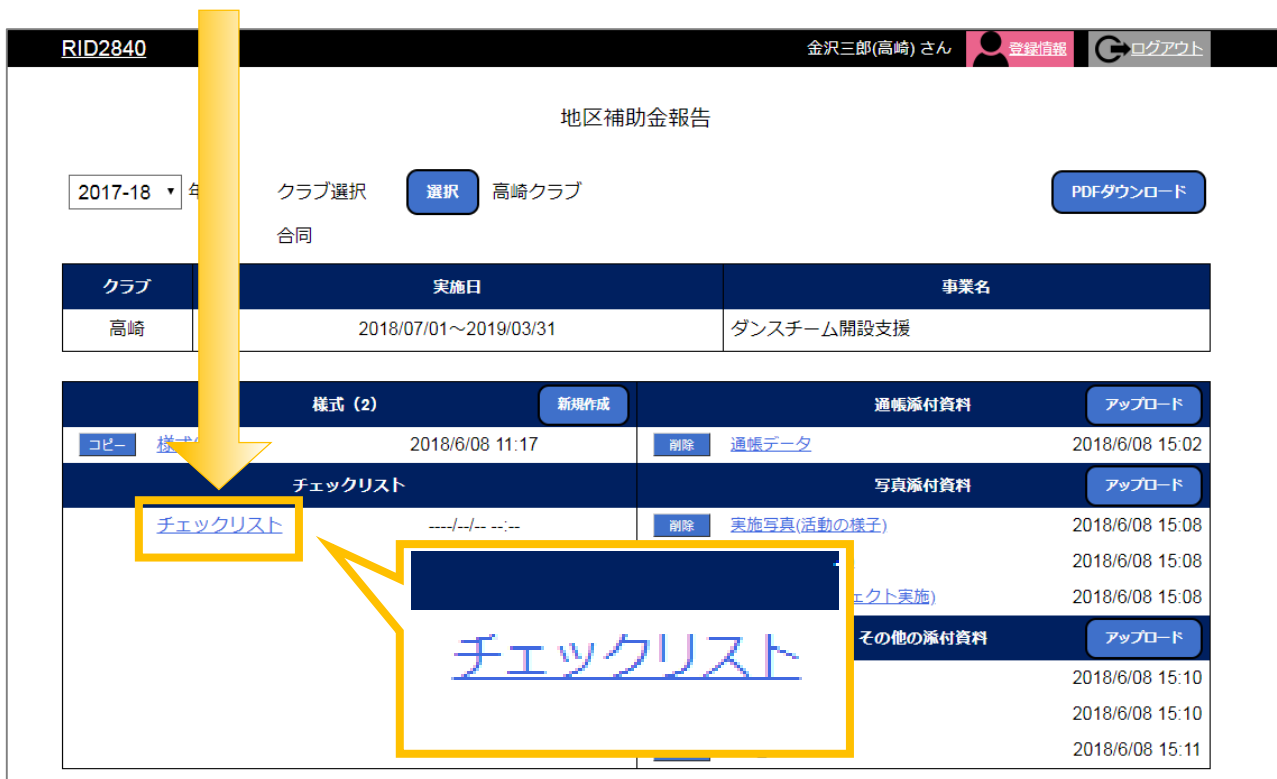 RID2840 金沢三郎(高崎) さん 登録情報 ログアウト
地区補助金報告
2017-18 クラブ選択 選択 高崎クラブ PDFダウンロード
合同
クラブ 実施日 事業名
高崎 2018/07/01～2019/03/31 ダンスチーム開設支援
様式（2） 新規作成 通帳添付資料 アップロード
コピー 様式 2018/6/08 11:17 削除 通帳データ 2018/6/08 15:02
チェックリスト 写真添付資料 アップロード
チェックリスト ----/--/-- --:-- 削除 実施写真(活動の様子) 2018/6/08 15:08
2018/6/08 15:08
ェクト実施) 2018/6/08 15:08
チェックリスト
その他の添付資料 アップロード
2018/6/08 15:10
2018/6/08 15:10
2018/6/08 15:11